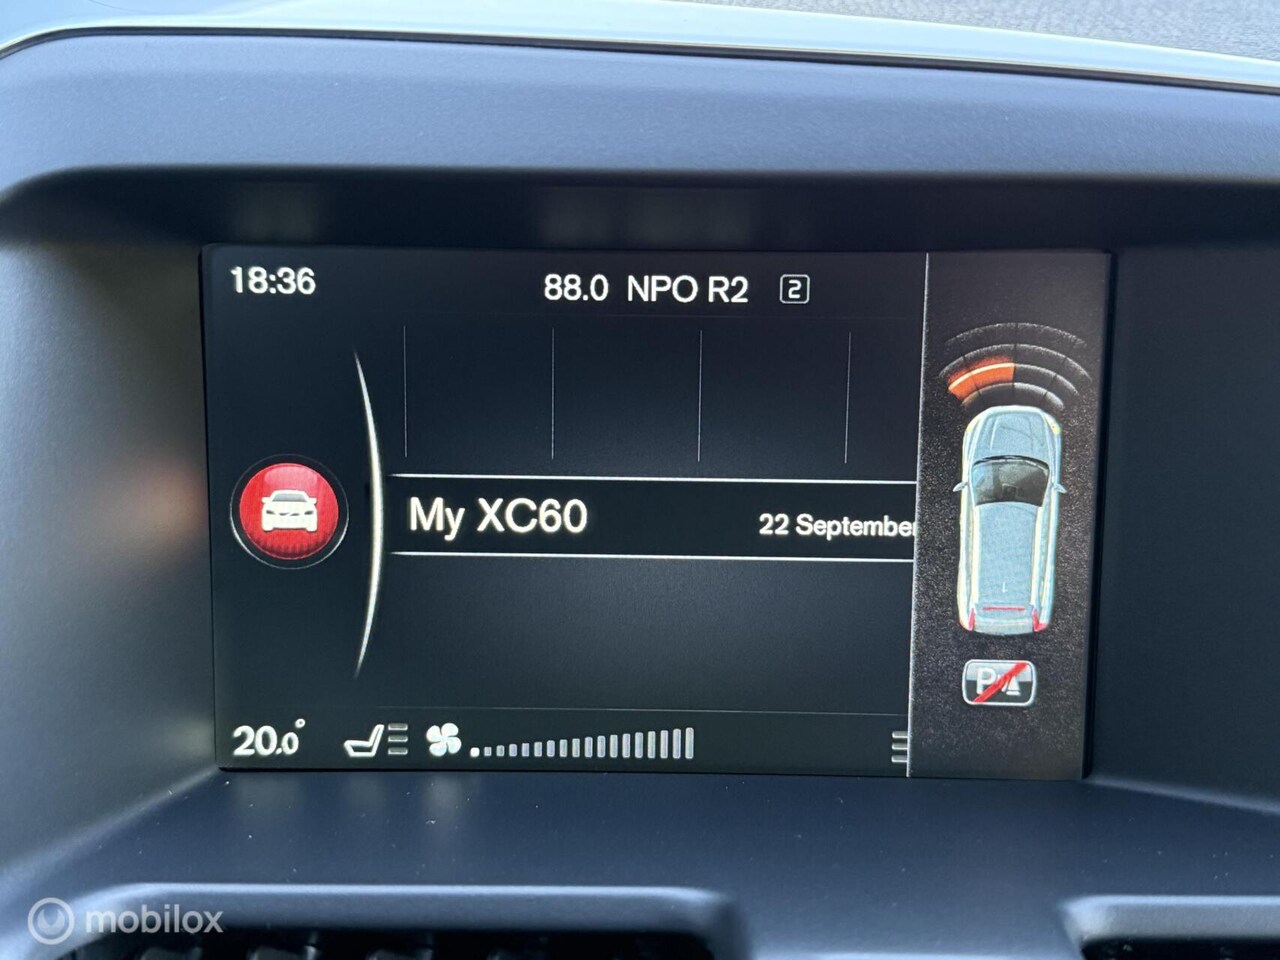 18:36
88.0 NPO R2 2
My XC60
22 September
P
20.0°
mobilox